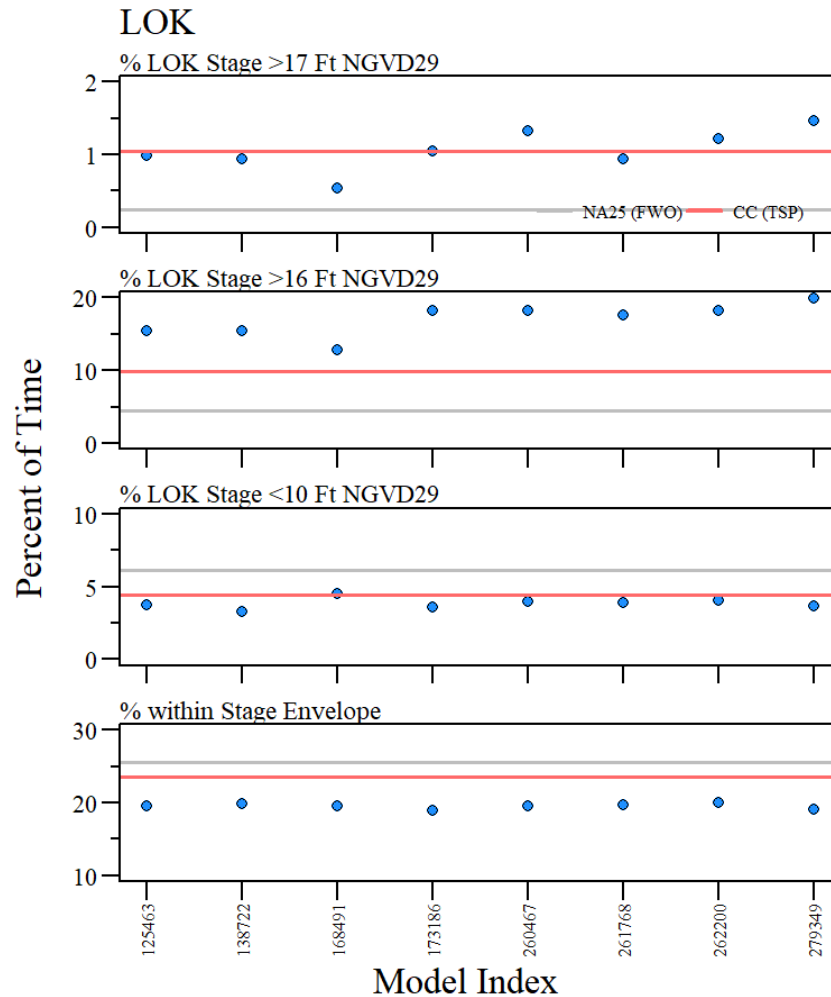 LOK
% LOK Stage >17 Ft NGVD29
2
1
0
NA25 (FWO) CC (TSP)
% LOK Stage >16 Ft NGVD29
20
10
0
% LOK Stage <10 Ft NGVD29
10
5
0
% within Stage Envelope
30
20
10
Percent of Time
125463 138722 168491 173186 260467 261768 262200 279349
Model Index